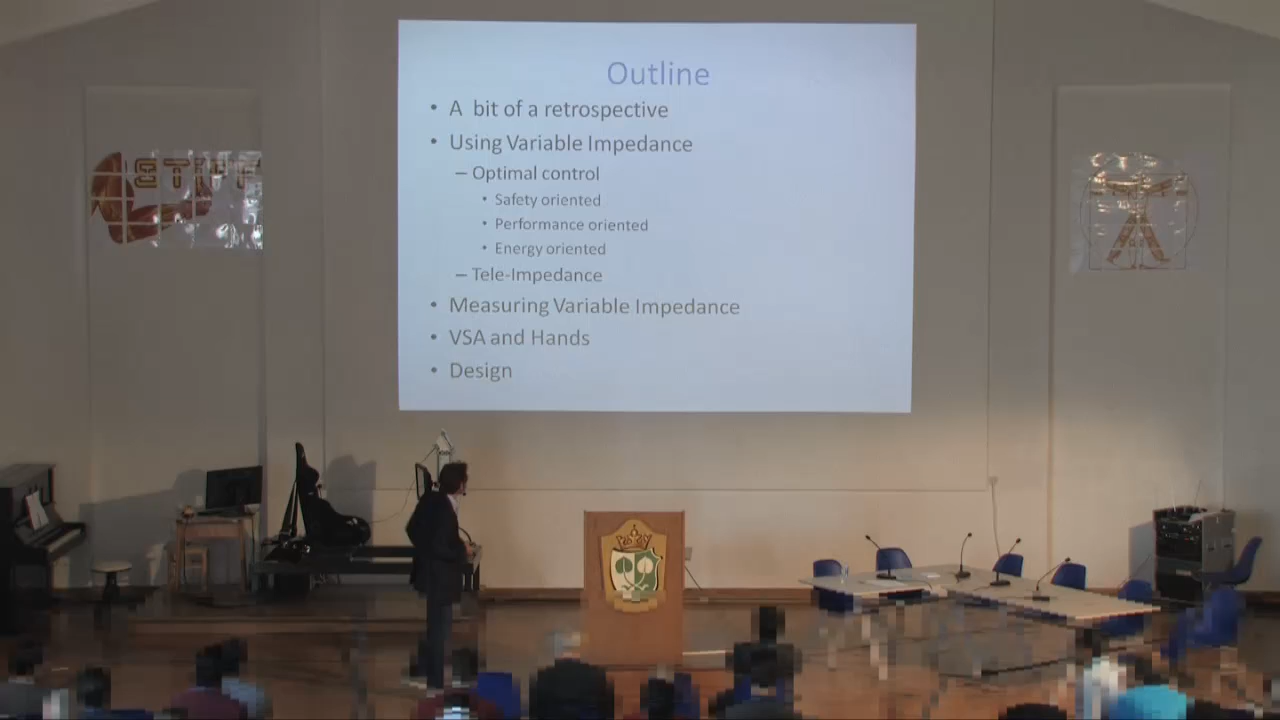 Outline
• A bit of a retrospective
• Using Variable Impedance
– Optimal control
• Safety oriented
• Performance oriented
• Energy oriented
– Tele-Impedance
• Measuring Variable Impedance
• VSA and Hands
• Design